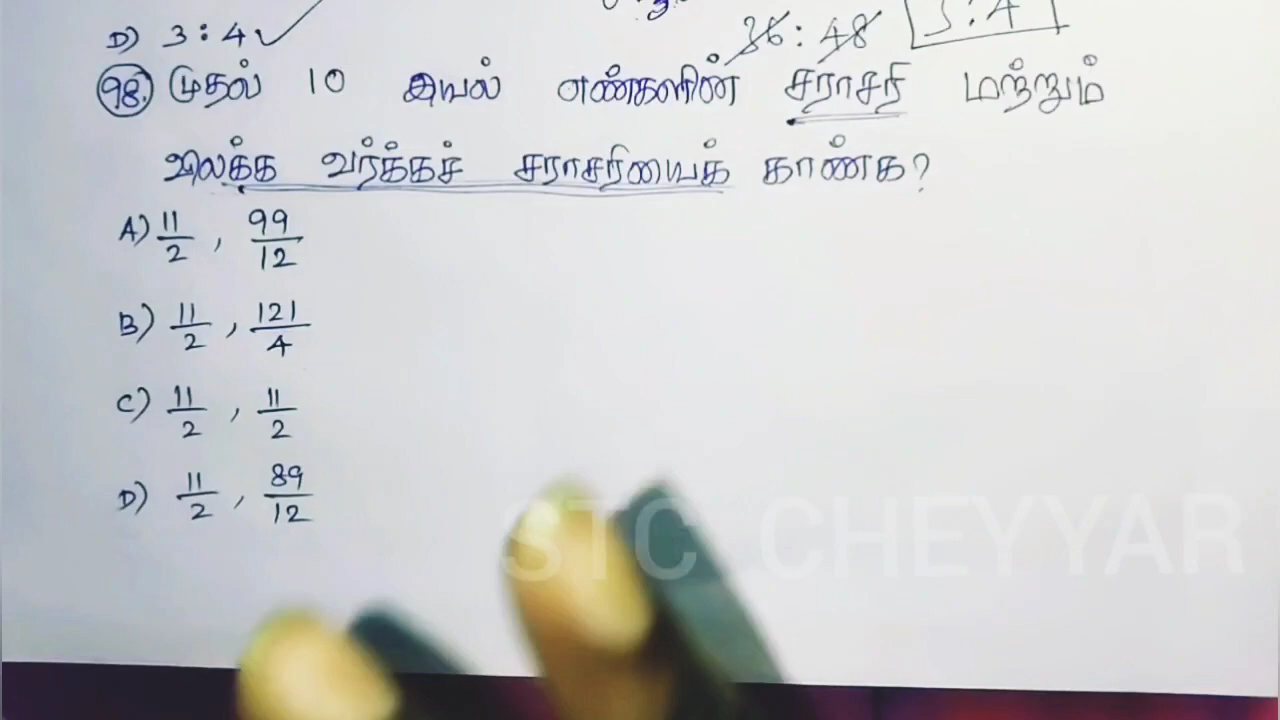 D) 3 : 4 ✓
36 : 48 3 : 4
98. முதல் 10 இயல் எண்களின் சராசரி மற்றும்
விலக்க வர்க்கச் சராசரியைக் காண்க?
A) 11/2 , 99/12
B) 11/2 , 121/4
C) 11/2 , 11/2
D) 11/2 , 89/12
STC CHEYYAR